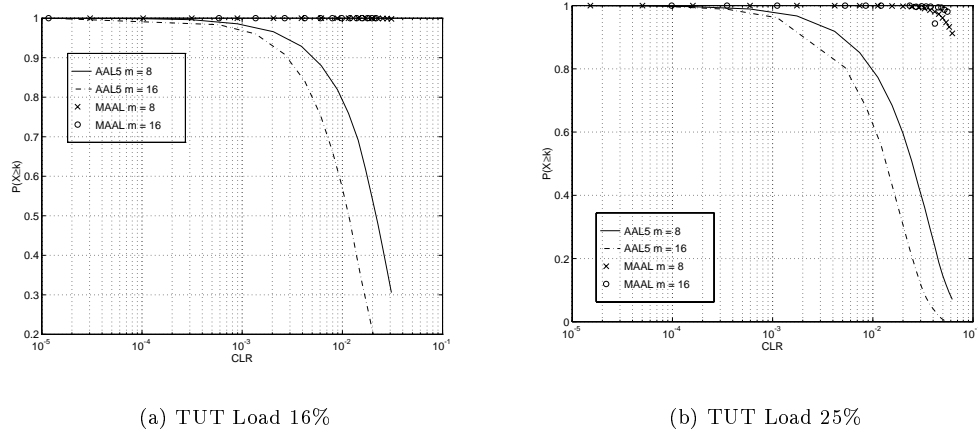 1
0.9
0.8
0.7
0.6
0.5
0.4
0.3
0.2
P(X≥k)
AAL5 m = 8
AAL5 m = 16
MAAL m = 8
MAAL m = 16
10^-5
10^-4
10^-3
10^-2
10^-1
CLR
(a) TUT Load 16%
1
0.8
0.6
0.4
0.2
0
P(X≥k)
AAL5 m = 8
AAL5 m = 16
MAAL m = 8
MAAL m = 16
10^-5
10^-4
10^-3
10^-2
10^-1
CLR
(b) TUT Load 25%